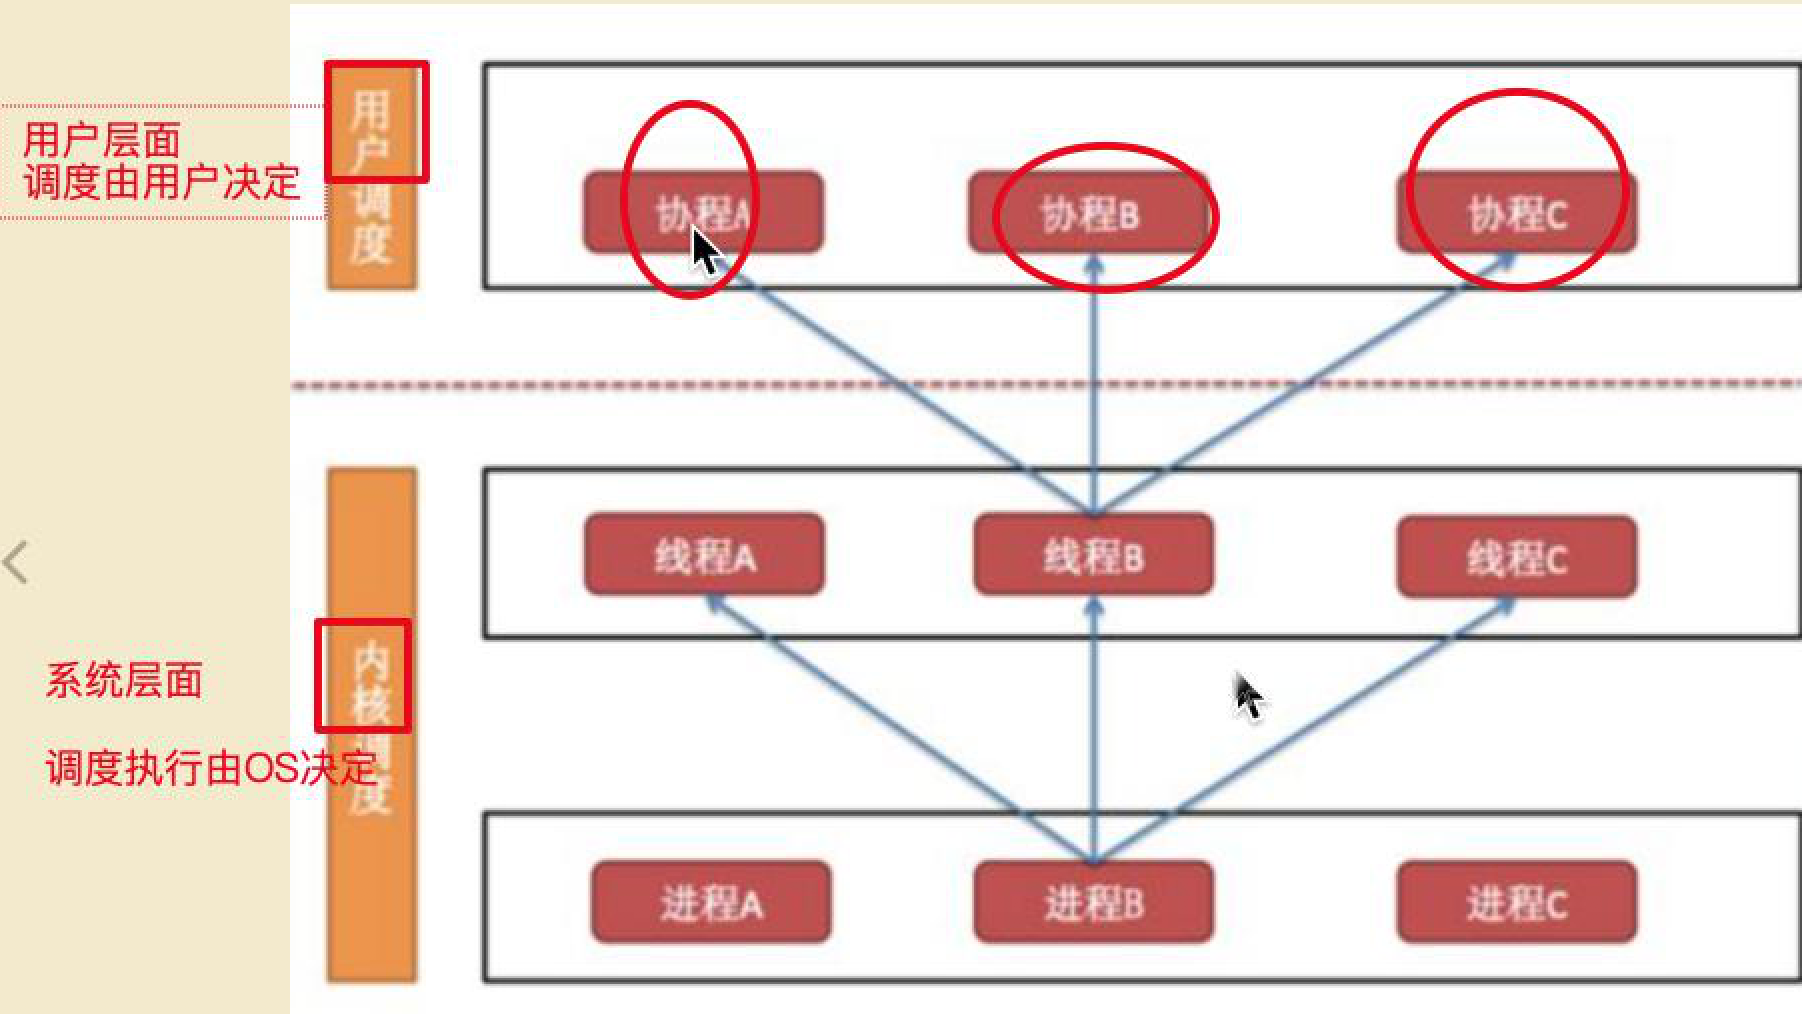 用户调度
用户层面
调度由用户决定
协程A
协程B
协程C
线程A
线程B
线程C
内核调度
系统层面
调度执行由OS决定
进程A
进程B
进程C